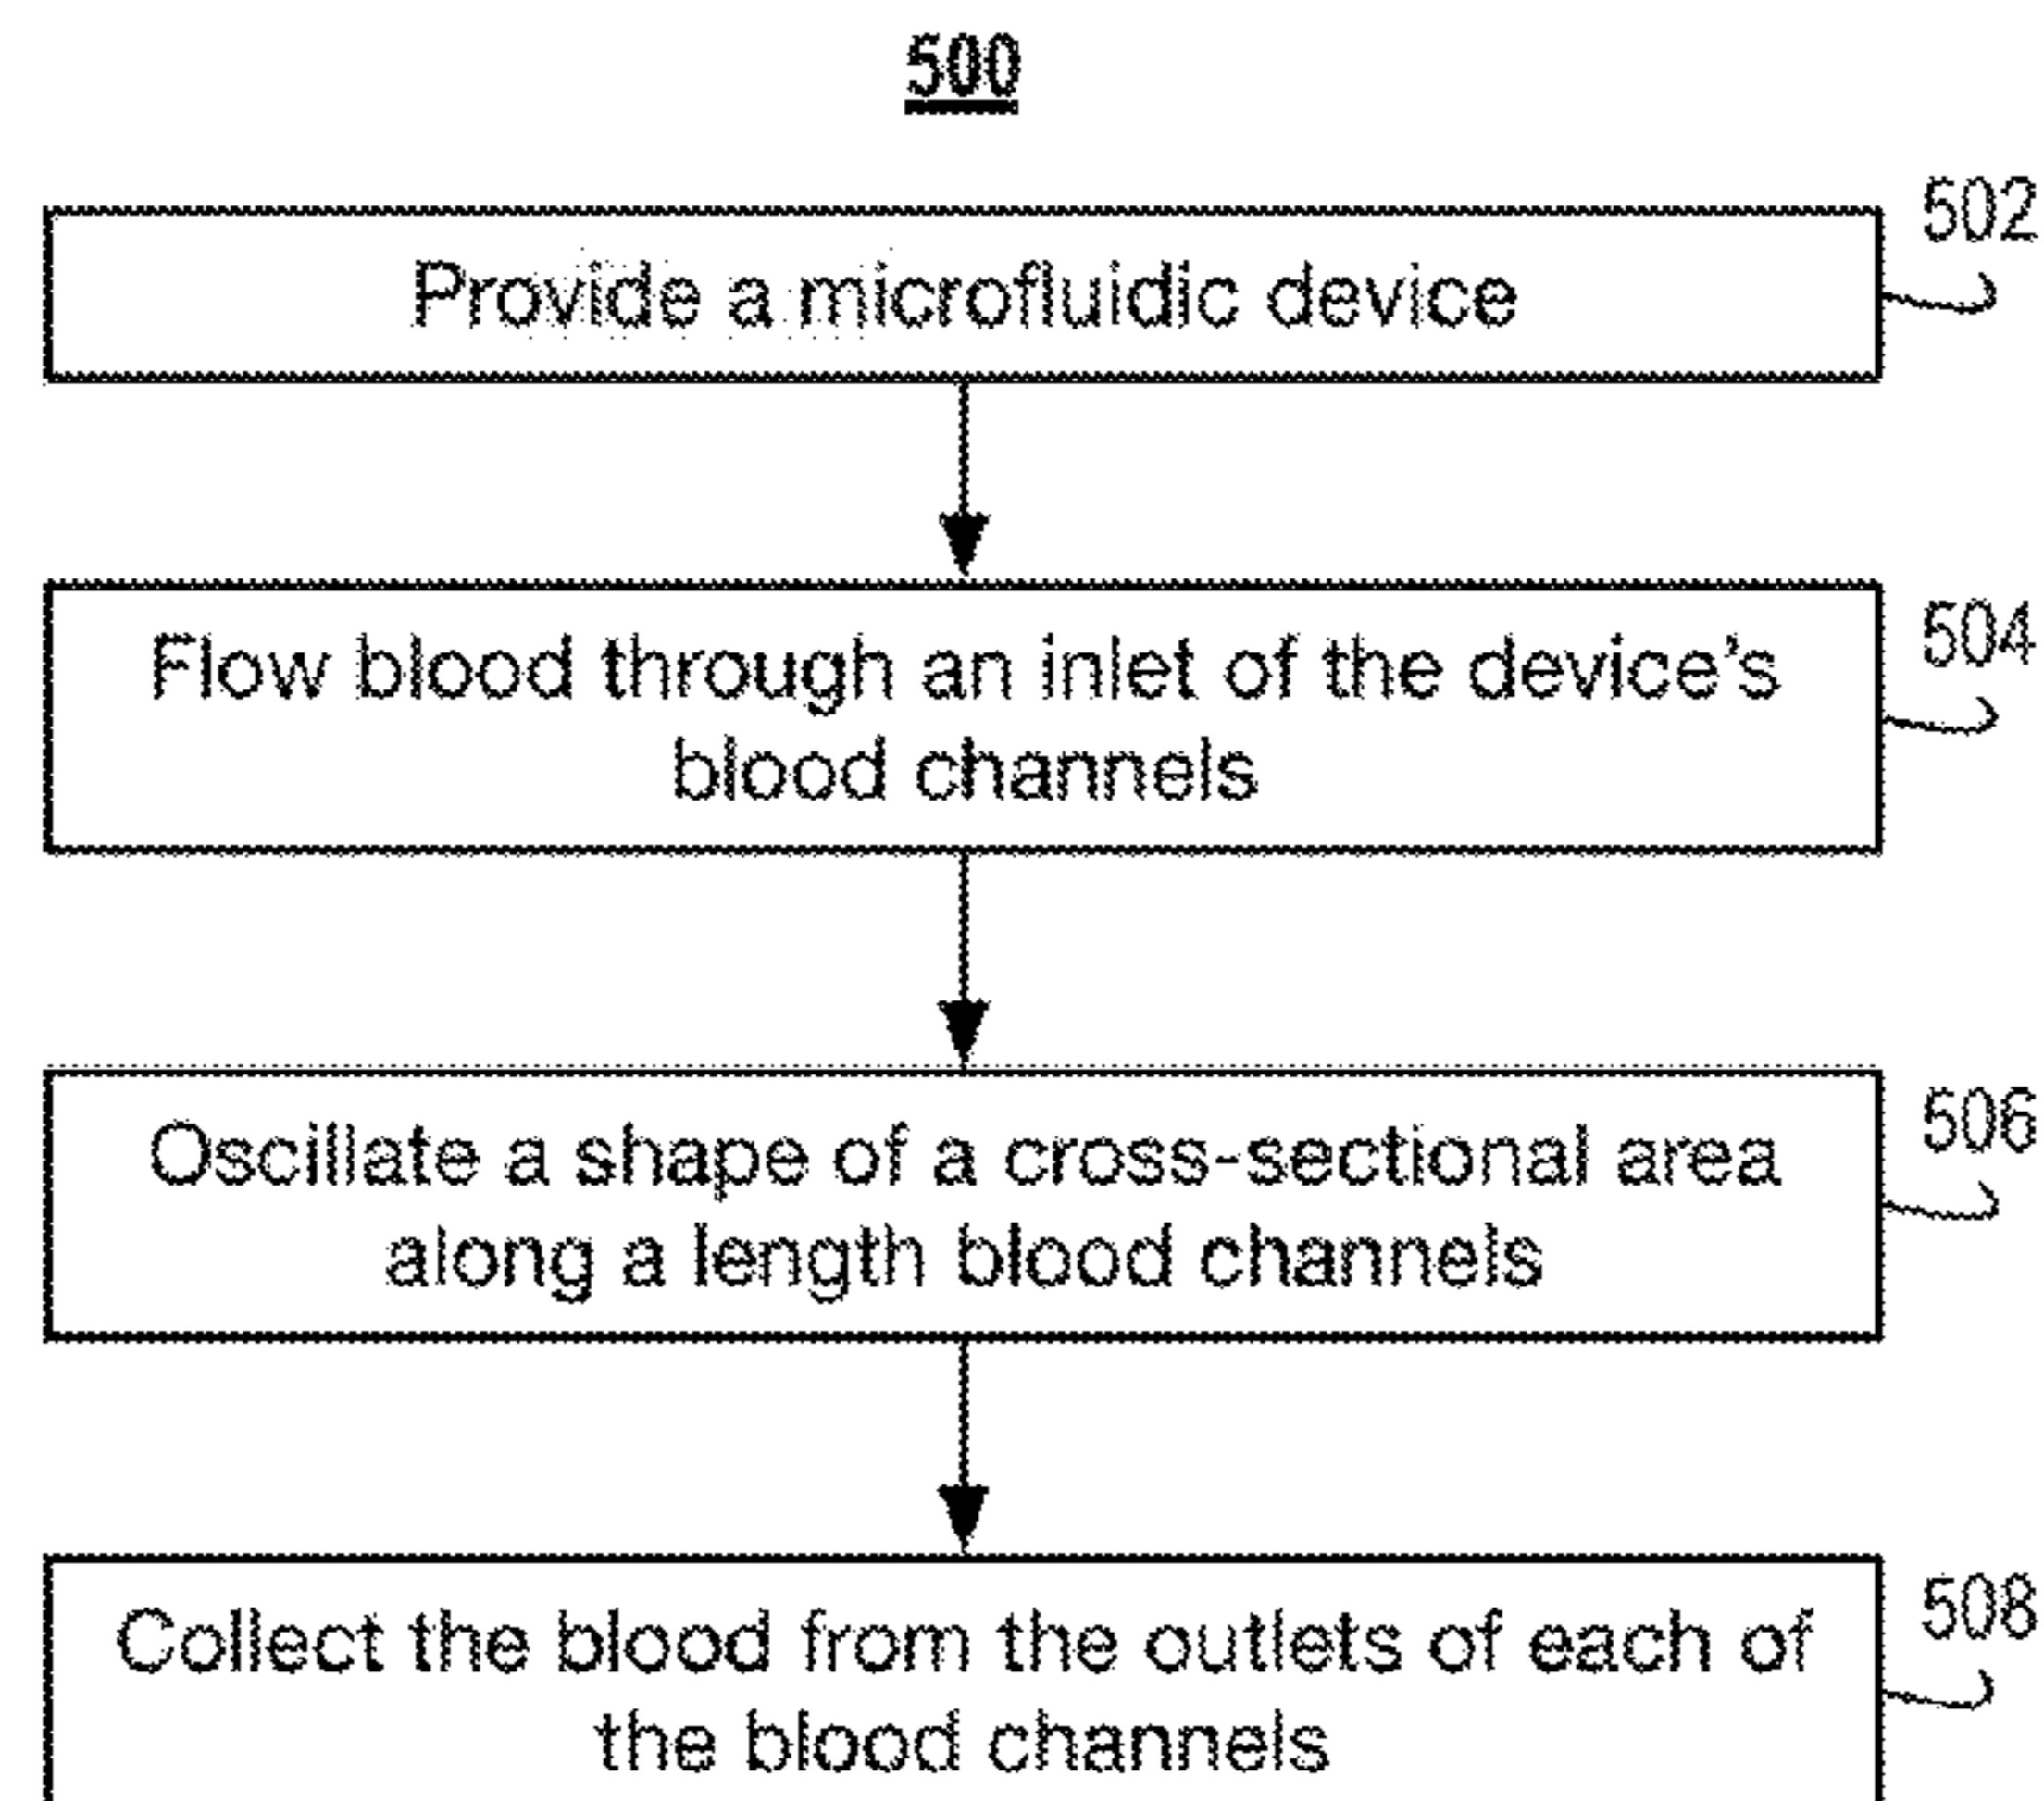 500
502
Provide a microfluidic device
504
Flow blood through an inlet of the device's
blood channels
506
Oscillate a shape of a cross-sectional area
along a length blood channels
508
Collect the blood from the outlets of each of
the blood channels